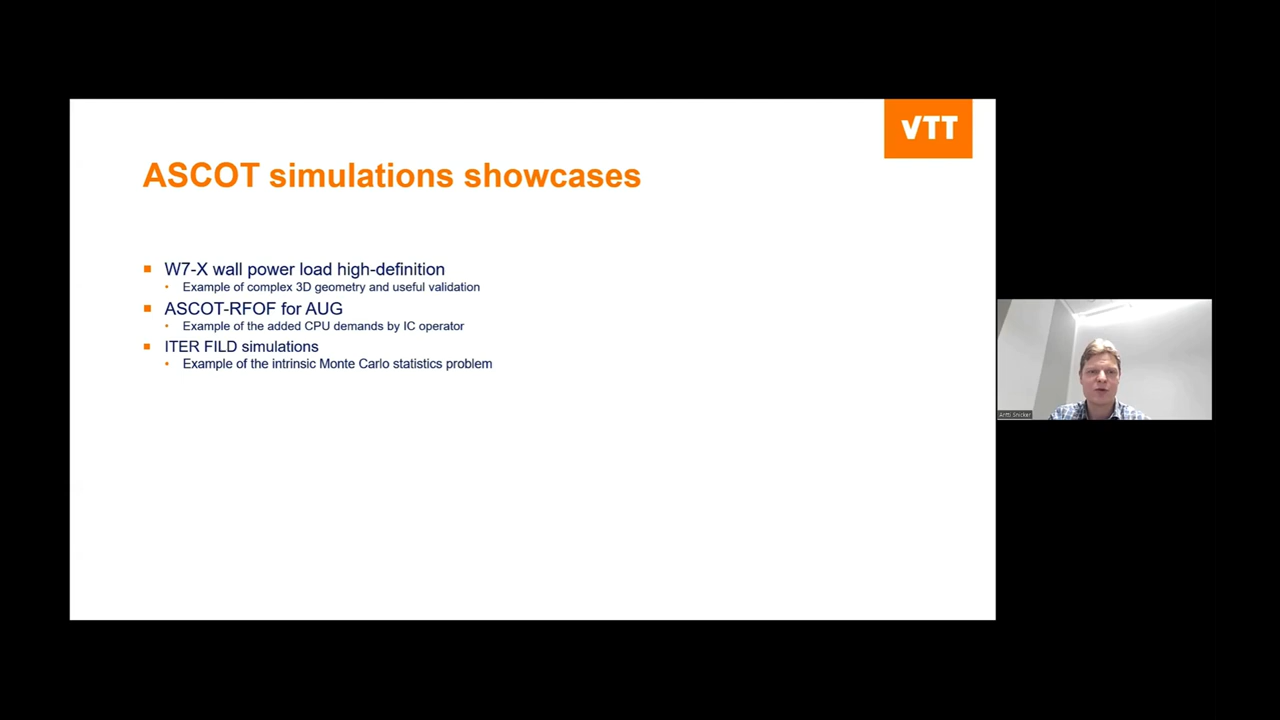 VTT
ASCOT simulations showcases
W7-X wall power load high-definition
Example of complex 3D geometry and useful validation
ASCOT-RFOF for AUG
Example of the added CPU demands by IC operator
ITER FILD simulations
Example of the intrinsic Monte Carlo statistics problem
Antti Snicker